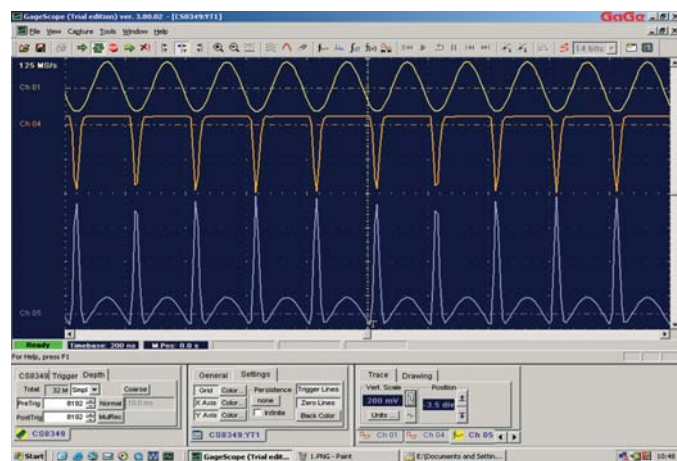 GageScope (Trial edition) ver. 3.80.02 - [CS8349:YT1]
GaGe
File View Capture Tools Window Help
14 bits
125 MS/s
Ch 01
Ch 04
Ch 05
Ready Timebase: 200 ns M.Pos: 0.0 s
For Help, press F1
CS8349 Trigger Depth
Total 32 M Smpl Coarse
PreTrig 8192 Normal
PostTrig 8192 MulRec
CS8349
General Settings
Grid Color... Persistence Trigger Lines
X Axis Color... none Zero Lines
Y Axis Color... Infinite Back Color
CS8349:YT1
Trace Drawing
Vert. Scale Position
200 mV -3.5 div
Units ...
Ch 01 Ch 04 Ch 05
Start GageScope (Trial edit... 1.PNG - Paint E:\Documents and Settin... 10:48